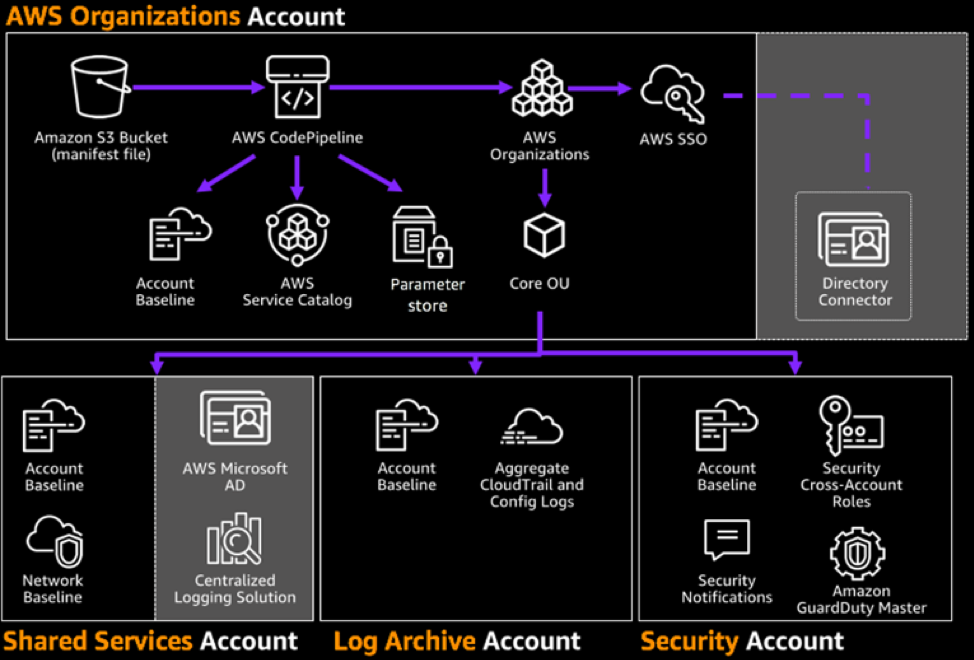 AWS Organizations Account
Amazon S3 Bucket
(manifest file)
AWS CodePipeline
AWS
Organizations
AWS SSO
Account
Baseline
AWS
Service Catalog
Parameter
store
Core OU
Directory
Connector
Account
Baseline
AWS Microsoft
AD
Network
Baseline
Centralized
Logging Solution
Shared Services Account
Account
Baseline
Aggregate
CloudTrail and
Config Logs
Log Archive Account
Account
Baseline
Security
Cross-Account
Roles
Security
Notifications
Amazon
GuardDuty Master
Security Account